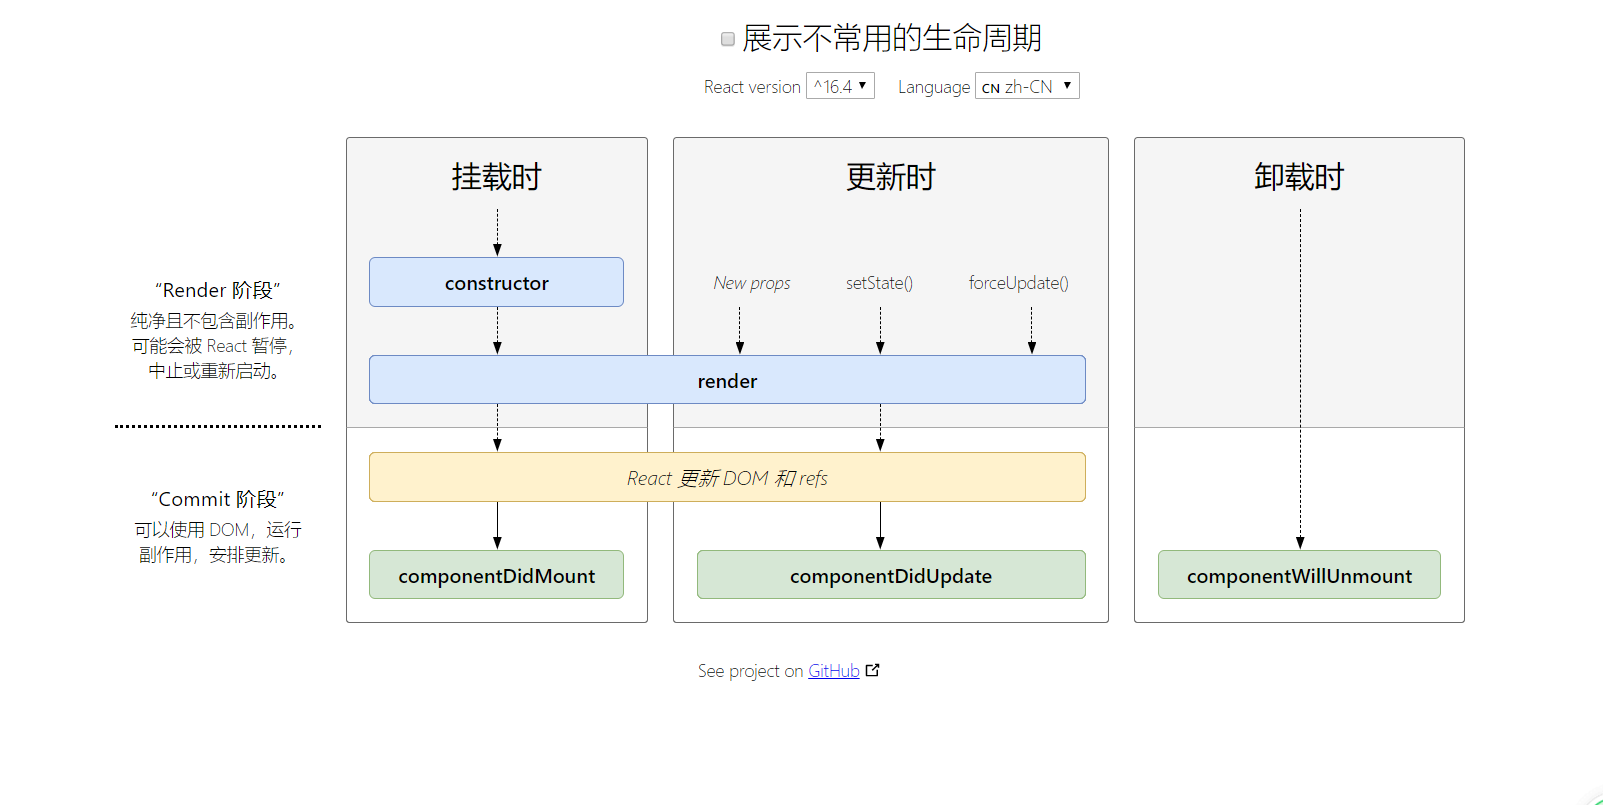 展示不常用的生命周期
React version ^16.4 Language CN zh-CN
挂载时
更新时
卸载时
“Render 阶段”
纯净且不包含副作用。
可能会被 React 暂停，
中止或重新启动。
constructor
New props
setState()
forceUpdate()
render
“Commit 阶段”
可以使用 DOM，运行
副作用，安排更新。
React 更新 DOM 和 refs
componentDidMount
componentDidUpdate
componentWillUnmount
See project on GitHub